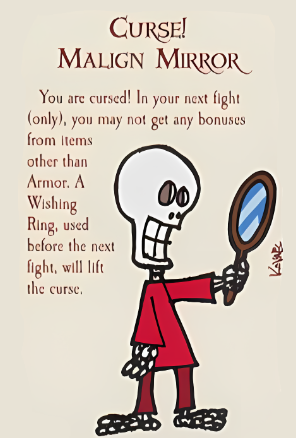 CURSE!
MALIGN MIRROR
You are cursed! In your next fight
(only), you may not get any bonuses
from items
other than
Armor. A
Wishing
Ring, used
before the next
fight, will lift
the curse.
KOVALIC